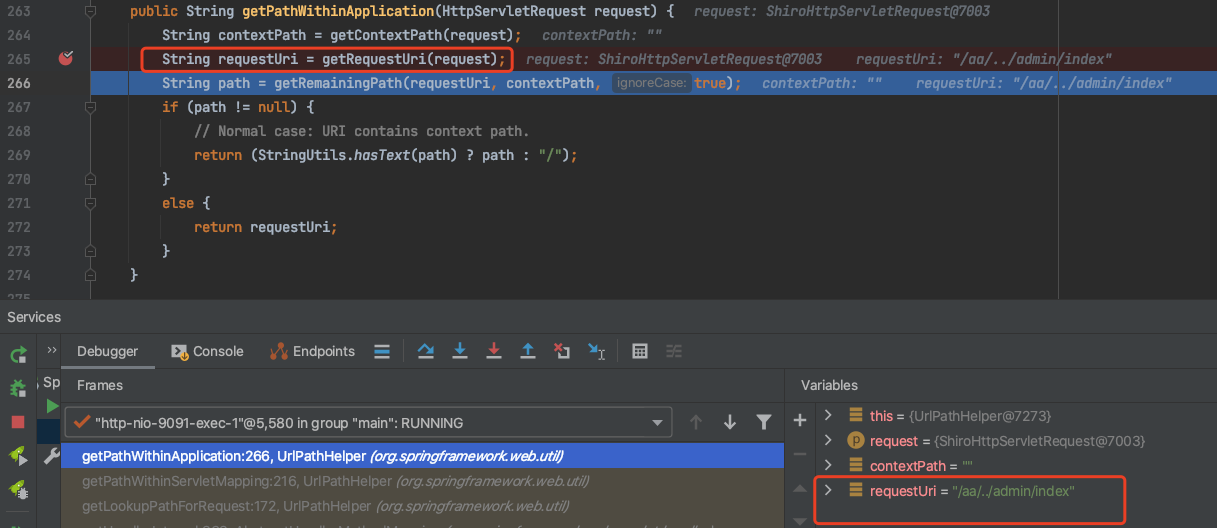 263 public String getPathWithinApplication(HttpServletRequest request) { request: ShiroHttpServletRequest@7003
264 String contextPath = getContextPath(request); contextPath: ""
265 String requestUri = getRequestUri(request); request: ShiroHttpServletRequest@7003 requestUri: "/aa/../admin/index"
266 String path = getRemainingPath(requestUri, contextPath, ignoreCase: true); contextPath: "" requestUri: "/aa/../admin/index"
267 if (path != null) {
268 // Normal case: URI contains context path.
269 return (StringUtils.hasText(path) ? path : "/");
270 }
271 else {
272 return requestUri;
273 }
274 }
275
Services
Debugger Console Endpoints
Sp
Frames Variables
"http-nio-9091-exec-1"@5,580 in group "main": RUNNING
getPathWithinApplication:266, UrlPathHelper (org.springframework.web.util)
getPathWithinServletMapping:216, UrlPathHelper (org.springframework.web.util)
getLookupPathForRequest:172, UrlPathHelper (org.springframework.web.util)
this = {UrlPathHelper@7273}
request = {ShiroHttpServletRequest@7003}
contextPath = ""
requestUri = "/aa/../admin/index"